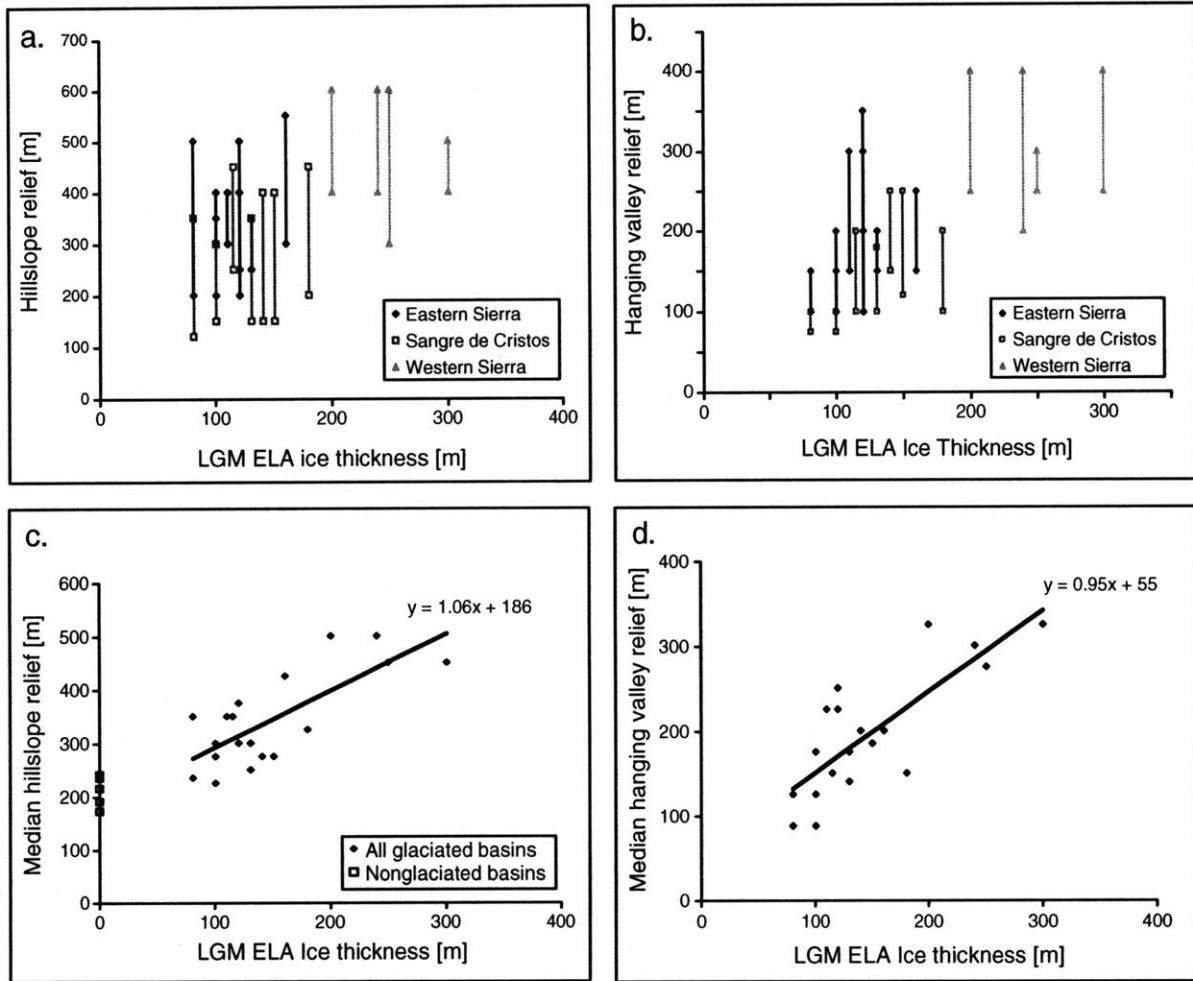 a.
Hillslope relief [m]
700
600
500
400
300
200
100
0
0 100 200 300 400
LGM ELA ice thickness [m]
Eastern Sierra
Sangre de Cristos
Western Sierra
b.
Hanging valley relief [m]
400
300
200
100
0
0 100 200 300
LGM ELA Ice Thickness [m]
Eastern Sierra
Sangre de Cristos
Western Sierra
c.
Median hillslope relief [m]
600
500
400
300
200
100
0
y = 1.06x + 186
All glaciated basins
Nonglaciated basins
0 100 200 300 400
LGM ELA Ice thickness [m]
d.
Median hanging valley relief [m]
400
300
200
100
0
y = 0.95x + 55
0 100 200 300 400
LGM ELA Ice thickness [m]